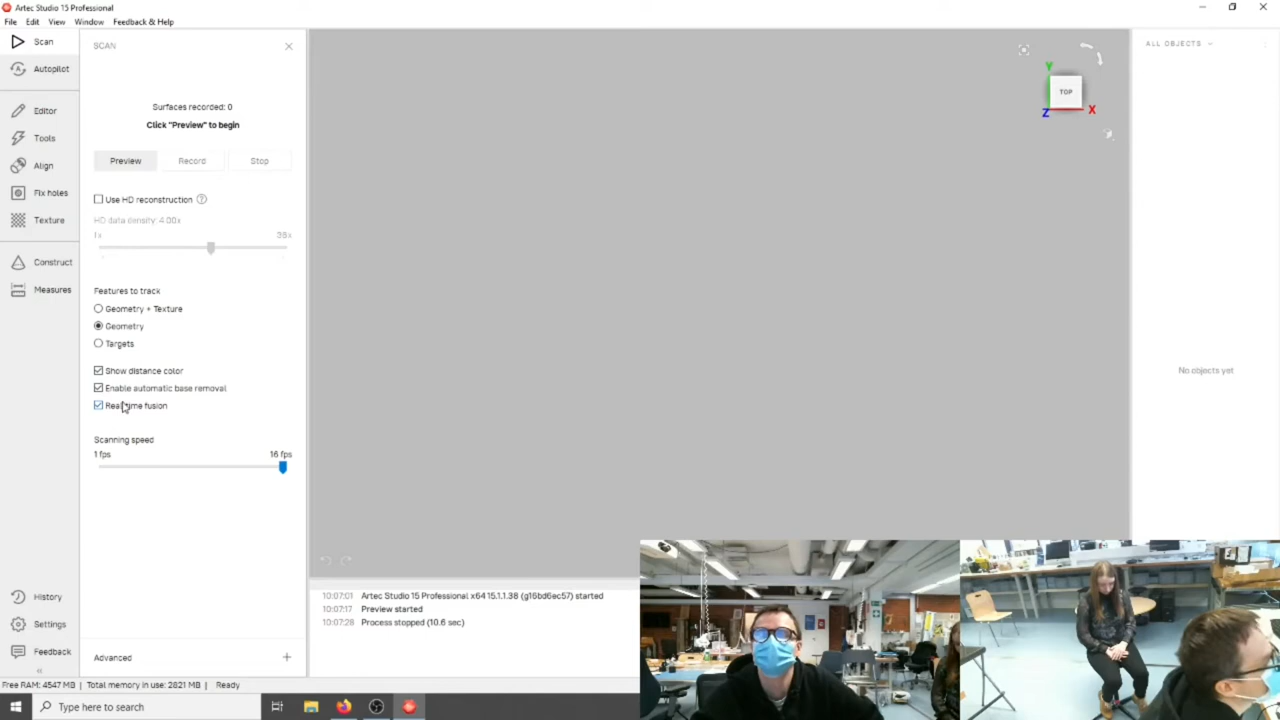 Artec Studio 15 Professional
File Edit View Window Feedback & Help
Scan
Autopilot
Editor
Tools
Align
Fix holes
Texture
Construct
Measures
History
Settings
Feedback
SCAN
Surfaces recorded: 0
Click "Preview" to begin
Preview Record Stop
Use HD reconstruction ?
HD data density: 4.00x
1x 36x
Features to track
Geometry + Texture
Geometry
Targets
Show distance color
Enable automatic base removal
Real-time fusion
Scanning speed
1 fps 16 fps
Advanced +
Y
TOP
X
Z
ALL OBJECTS
No objects yet
10:07:01 Artec Studio 15 Professional x64 15.1.1.38 (g16bd6ec57) started
10:07:17 Preview started
10:07:28 Process stopped (10.6 sec)
Free RAM: 4547 MB | Total memory in use: 2821 MB | Ready
Type here to search